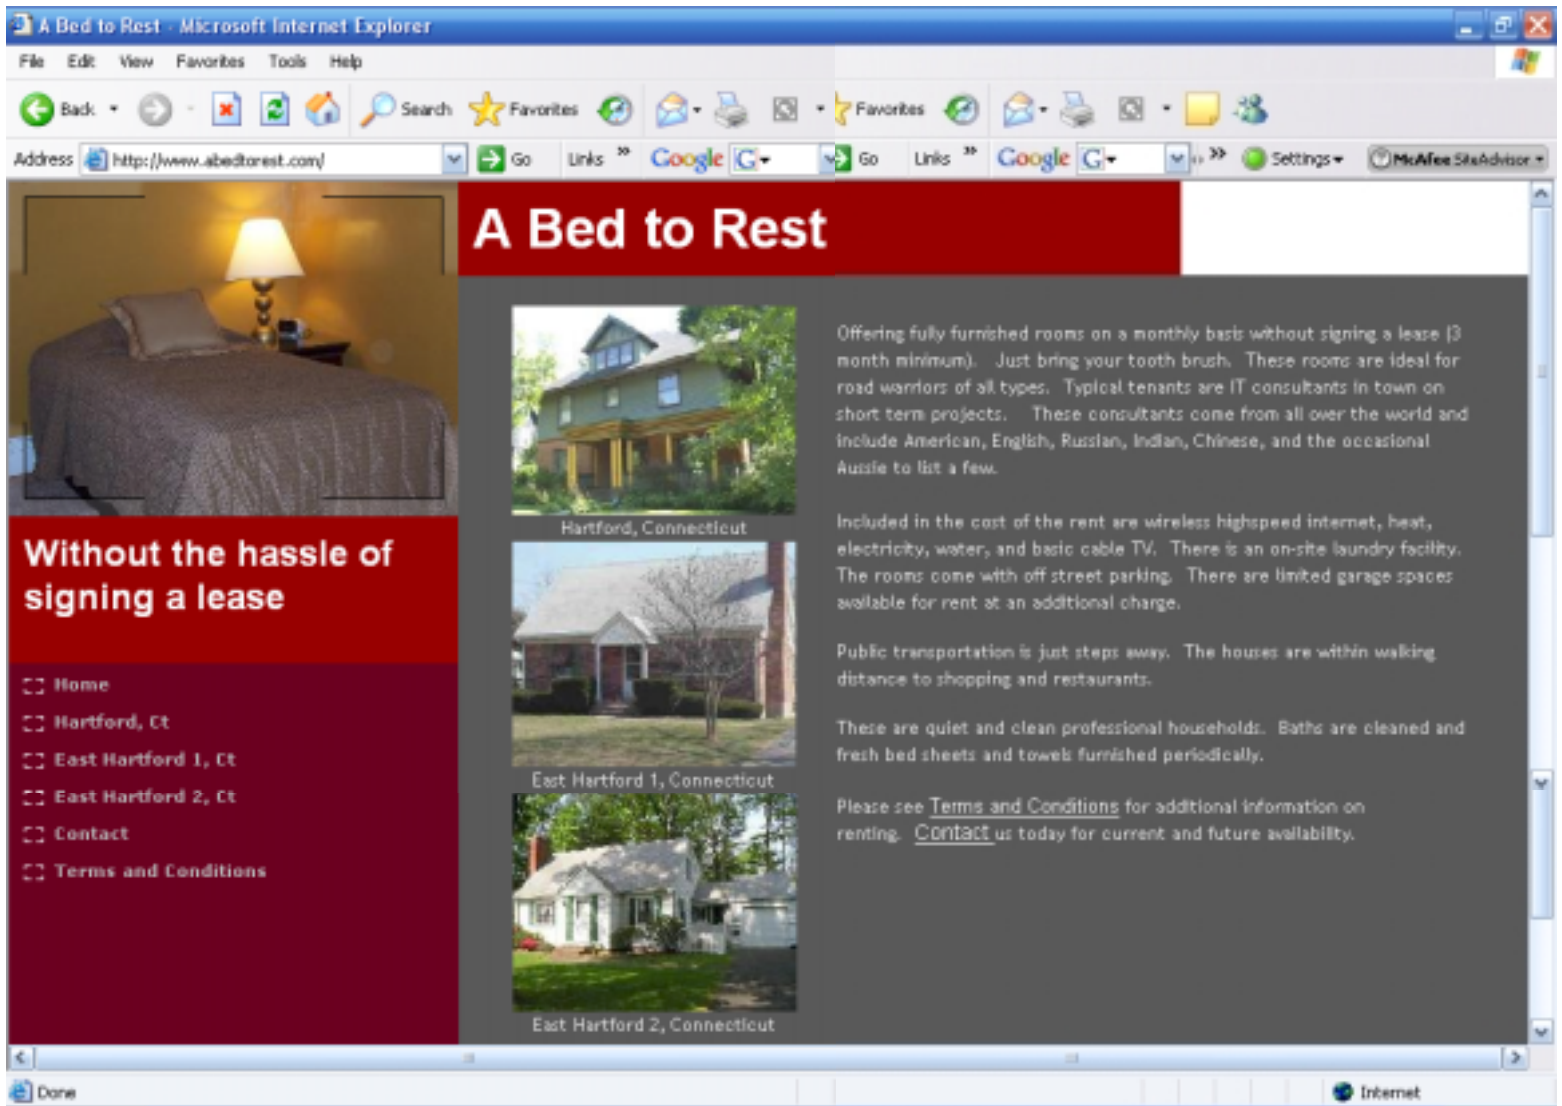 A Bed to Rest - Microsoft Internet Explorer
File Edit View Favorites Tools Help
Back Search Favorites Favorites
Address http://www.abedtorest.com/ Go Links » Google G Go Links » Google G » Settings McAfee SiteAdvisor
A Bed to Rest
Without the hassle of
signing a lease
Home
Hartford, Ct
East Hartford 1, Ct
East Hartford 2, Ct
Contact
Terms and Conditions
Hartford, Connecticut
East Hartford 1, Connecticut
East Hartford 2, Connecticut
Offering fully furnished rooms on a monthly basis without signing a lease (3
month minimum). Just bring your tooth brush. These rooms are ideal for
road warriors of all types. Typical tenants are IT consultants in town on
short term projects. These consultants come from all over the world and
include American, English, Russian, Indian, Chinese, and the occasional
Aussie to list a few.
Included in the cost of the rent are wireless highspeed internet, heat,
electricity, water, and basic cable TV. There is an on-site laundry facility.
The rooms come with off street parking. There are limited garage spaces
available for rent at an additional charge.
Public transportation is just steps away. The houses are within walking
distance to shopping and restaurants.
These are quiet and clean professional households. Baths are cleaned and
fresh bed sheets and towels furnished periodically.
Please see Terms and Conditions for additional information on
renting. Contact us today for current and future availability.
Done
Internet